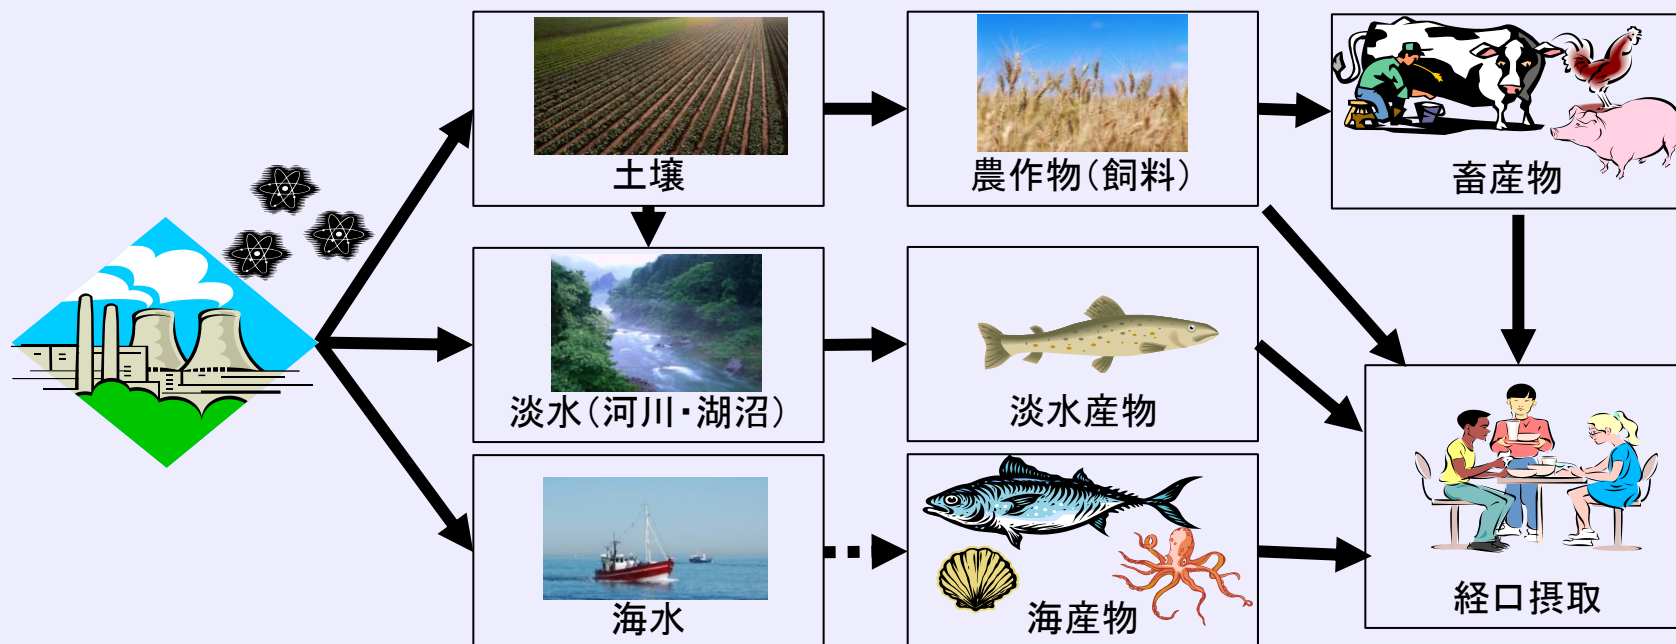 土壌
農作物(飼料)
畜産物
淡水(河川・湖沼)
淡水産物
海水
海産物
経口摂取